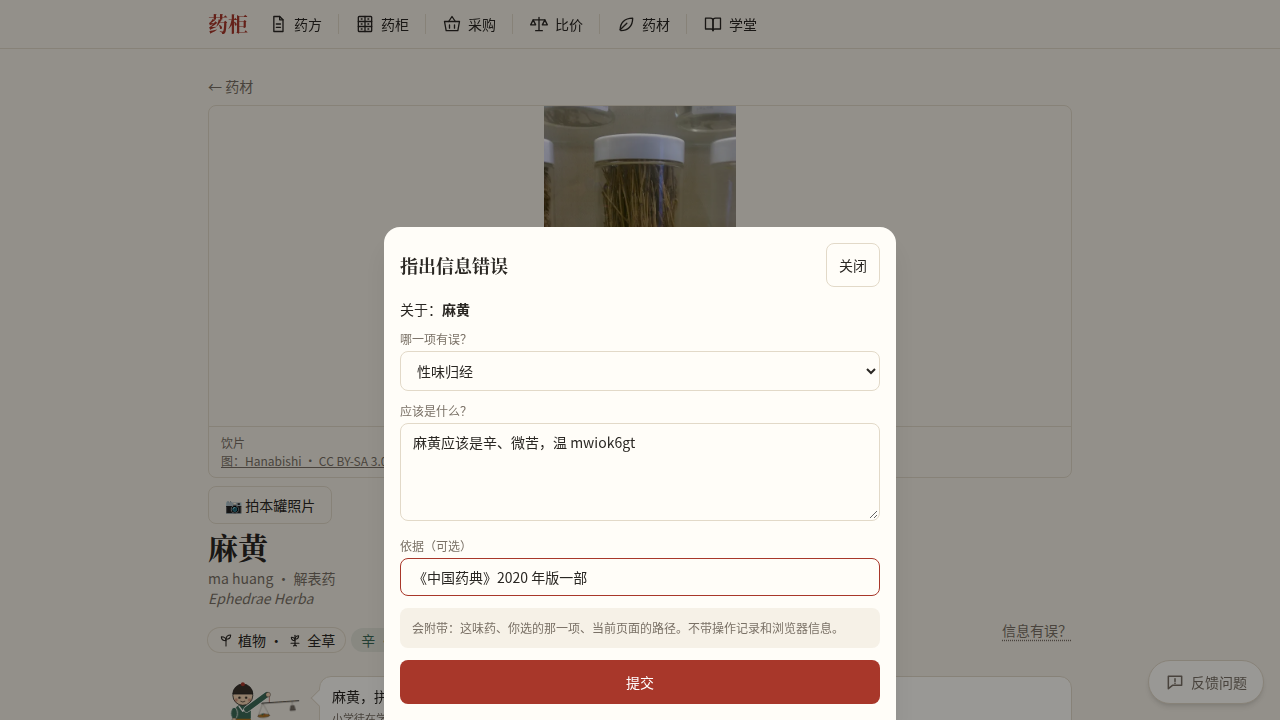 药柜
药方
药柜
采购
比价
药材
学堂
← 药材
饮片
图：Hanabishi · CC BY-SA 3.0
📷 拍本罐照片
麻黄
ma huang · 解表药
Ephedrae Herba
植物 · 全草
辛
信息有误？
指出信息错误
关闭
关于：麻黄
哪一项有误？
性味归经
应该是什么？
麻黄应该是辛、微苦，温 mwiok6gt
依据（可选）
《中国药典》2020 年版一部
会附带：这味药、你选的那一项、当前页面的路径。不带操作记录和浏览器信息。
提交
麻黄，
反馈问题